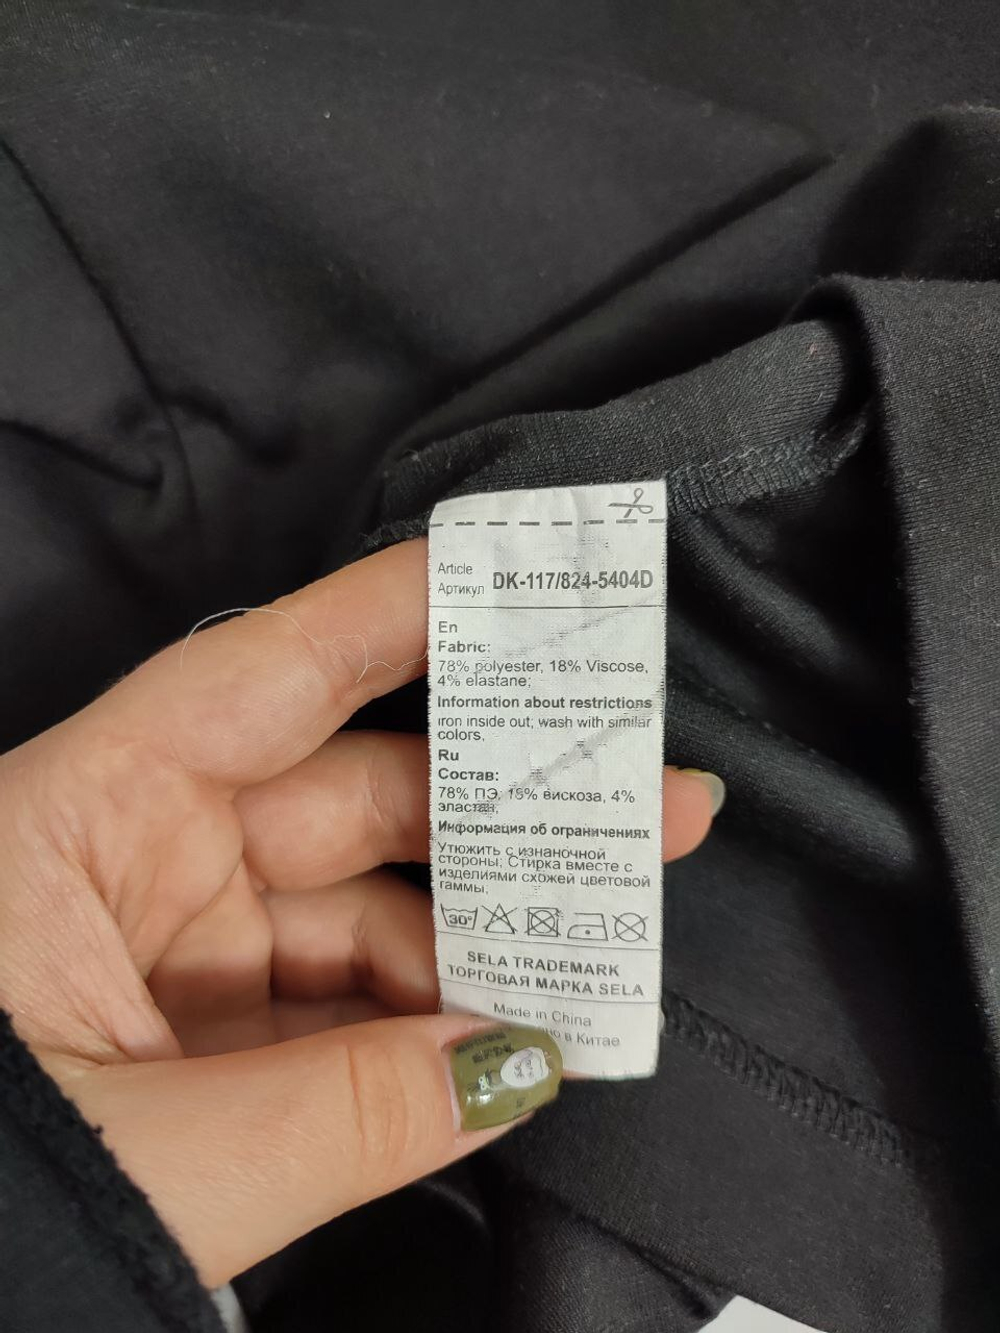 Article
Артикул DK-117/824-5404D
En
Fabric:
78% polyester, 18% Viscose,
4% elastane;
Information about restrictions
iron inside out; wash with similar
colors.
Ru
Состав:
78% ПЭ, 18% вискоза, 4%
эластан;
Информация об ограничениях
Утюжить с изнаночной
стороны; Стирка вместе с
изделиями схожей цветовой
гаммы;
30°
SELA TRADEMARK
ТОРГОВАЯ МАРКА SELA
Made in China
в Китае